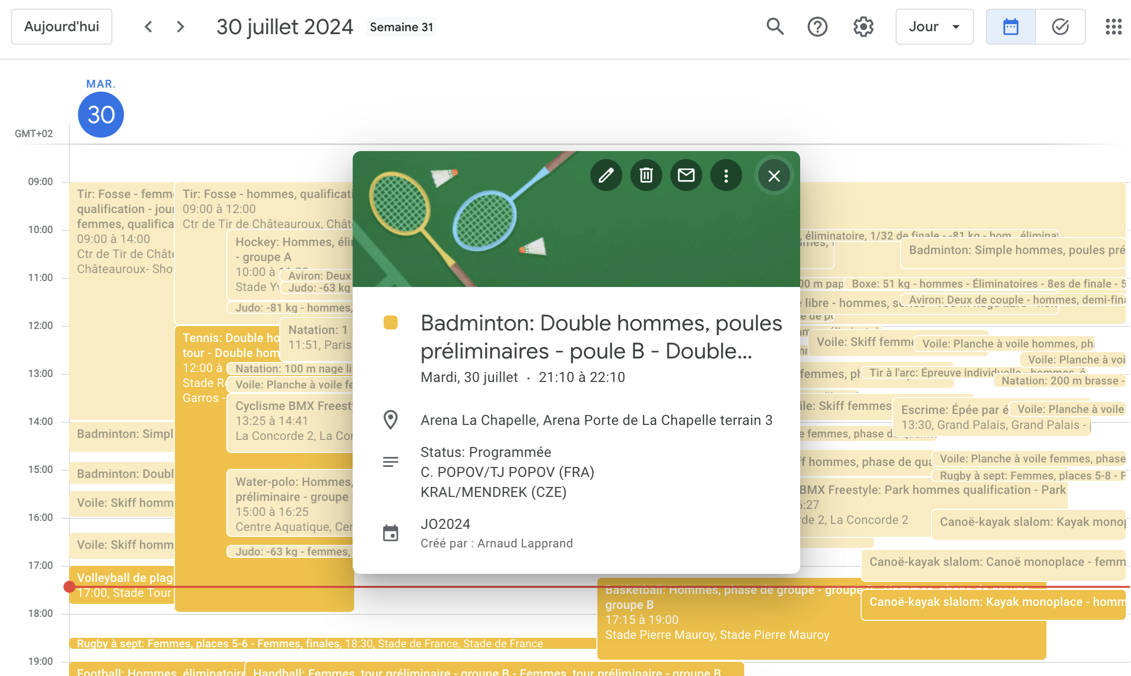 Aujourd'hui
30 juillet 2024
Semaine 31
Jour
MAR.
30
GMT+02
09:00
10:00
11:00
12:00
13:00
14:00
15:00
16:00
17:00
18:00
19:00
Tir: Fosse - femm
qualification - jour
femmes, qualifica
09:00 à 14:00
Ctr de Tir de Chât
Châteauroux- Sho
Tir: Fosse - hommes, qualificati
09:00 à 12:00
Ctr de Tir de Châteauroux, Chât
Hockey: Hommes, éli
- groupe A
10:00 à
Stade Yv
Aviron: Deux
Judo: -63 kg
Judo: -81 kg - hommes,
Tennis: Double ho
tour - Double hom
12:00 à
Stade Ro
Garros -
Natation: 1
11:51, Paris
Natation: 100 m nage li
Voile: Planche à voile fe
Cyclisme BMX Freest
13:25 à 14:41
La Concorde 2, La Con
Badminton: Simpl
Badminton: Doubl
Water-polo: Hommes,
préliminaire - groupe
15:00 à 16:25
Centre Aquatique, Cen
Voile: Skiff homm
Voile: Skiff homm
Judo: -63 kg - femmes,
Volleyball de plag
17:00, Stade Tour
Rugby à sept: Femmes, places 5-6 - Femmes, finales, 18:30, Stade de France, Stade de France
Football: Hommes, éliminatoire
Handball: Femmes, tour préliminaire - groupe B - Femmes, tour préliminaire - groupe B
Badminton: Double hommes, poules
préliminaires - poule B - Double...
Mardi, 30 juillet · 21:10 à 22:10
Arena La Chapelle, Arena Porte de La Chapelle terrain 3
Status: Programmée
C. POPOV/TJ POPOV (FRA)
KRAL/MENDREK (CZE)
JO2024
Créé par : Arnaud Lapprand
éliminatoire, 1/32 de finale - -81 kg - hom
Badminton: Simple hommes, poules pré
00 m pap
Boxe: 51 kg - hommes - Éliminatoires - 8es de finale - 5
libre - hommes,
Aviron: Deux de couple - hommes, demi-fina
Voile: Skiff femm
Voile: Planche à voile hommes, ph
Voile: Planche à voi
femmes, pl
Tir à l'arc: Épreuve individuelle - hommes, é
Natation: 200 m brasse -
ile: Skiff femmes
Escrime: Épée par é
13:30, Grand Palais, Grand Palais -
Voile: Planche à voile
e femmes, phase d
ff hommes, phase de qua
Voile: Planche à voile femmes, phase
Rugby à sept: Femmes, places 5-8 - F
BMX Freestyle: Park hommes qualification - Park
6:27
de 2, La Concorde 2
Canoë-kayak slalom: Kayak monop
Canoë-kayak slalom: Canoë monoplace - femm
Basketball: Hommes, phase de groupe - groupe
groupe B
17:15 à 19:00
Stade Pierre Mauroy, Stade Pierre Mauroy
Canoë-kayak slalom: Kayak monoplace - homm